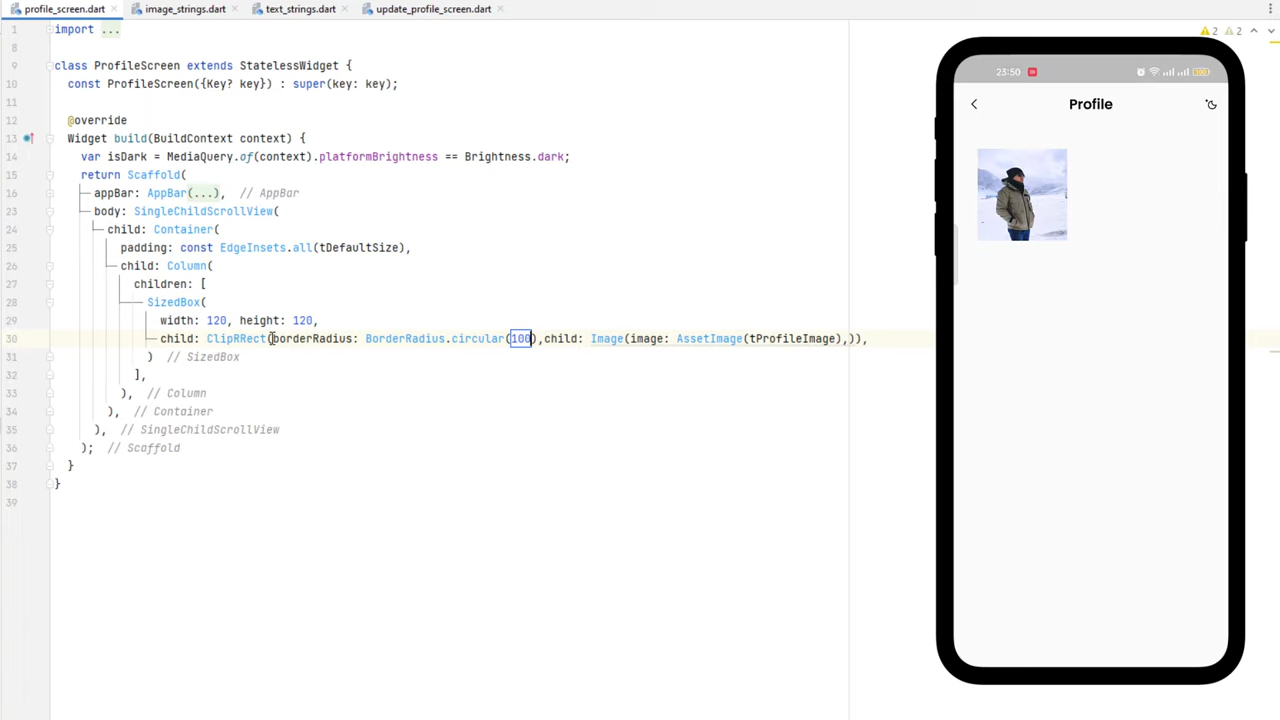 profile_screen.dart image_strings.dart text_strings.dart update_profile_screen.dart
1 import ...
2 2
8
9 class ProfileScreen extends StatelessWidget {
10 const ProfileScreen({Key? key}) : super(key: key);
11
12 @override
13 Widget build(BuildContext context) {
14 var isDark = MediaQuery.of(context).platformBrightness == Brightness.dark;
15 return Scaffold(
16 appBar: AppBar(...), // AppBar
23 body: SingleChildScrollView(
24 child: Container(
25 padding: const EdgeInsets.all(tDefaultSize),
26 child: Column(
27 children: [
28 SizedBox(
29 width: 120, height: 120,
30 child: ClipRRect(borderRadius: BorderRadius.circular(100),child: Image(image: AssetImage(tProfileImage),)),
31 ) // SizedBox
32 ],
33 ), // Column
34 ), // Container
35 ), // SingleChildScrollView
36 ); // Scaffold
37 }
38 }
39
23:50 100
Profile